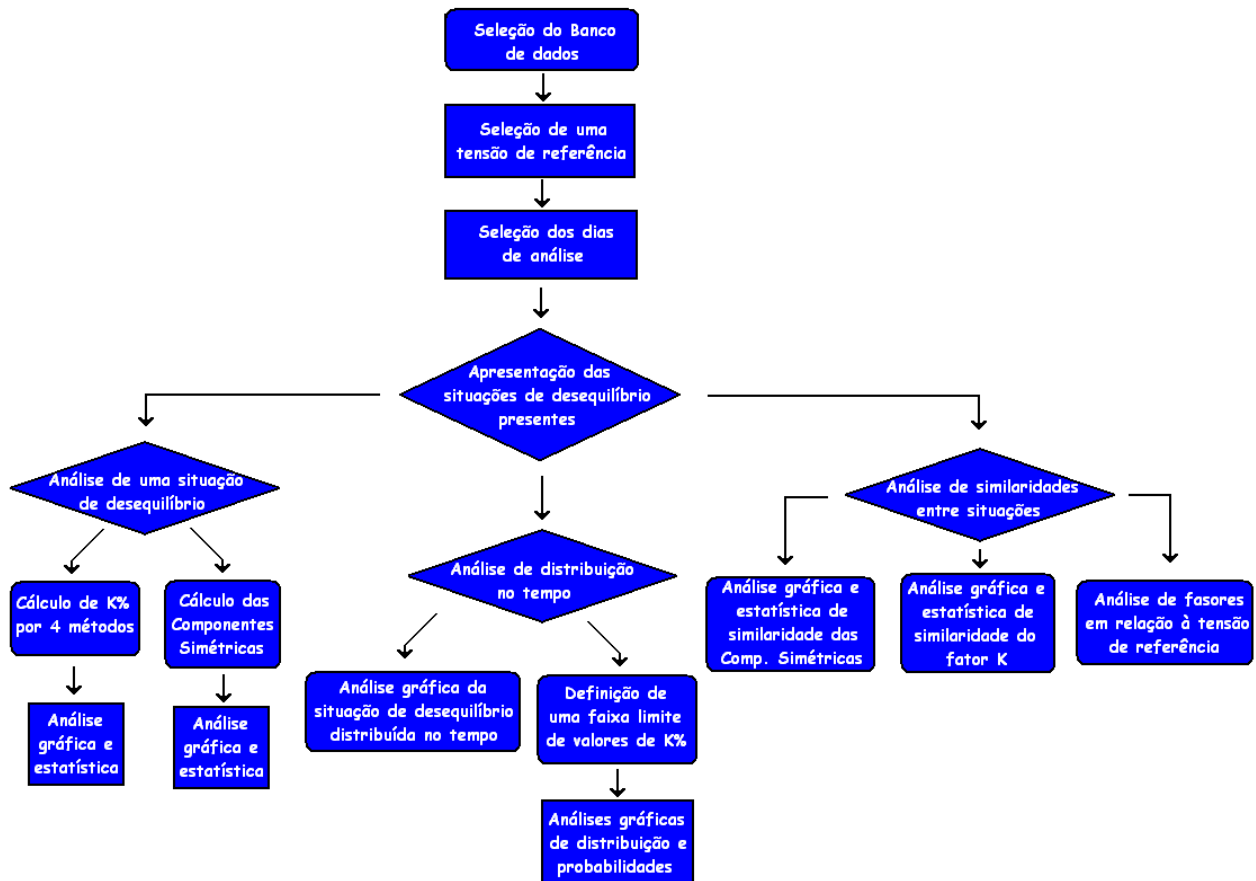 Seleção do Banco
de dados
Seleção de uma
tensão de referência
Seleção dos dias
de análise
Apresentação das
situações de desequilíbrio
presentes
Análise de uma situação
de desequilíbrio
Cálculo de K%
por 4 métodos
Análise
gráfica e
estatística
Cálculo das
Componentes
Simétricas
Análise
gráfica e
estatística
Análise de distribuição
no tempo
Análise gráfica da
situação de desequilíbrio
distribuída no tempo
Definição de
uma faixa limite
de valores de K%
Análises gráficas
de distribuição e
probabilidades
Análise de similaridades
entre situações
Análise gráfica e
estatística de
similaridade das
Comp. Simétricas
Análise gráfica e
estatística de
similaridade do
fator K
Análise de fasores
em relação à tensão
de referência